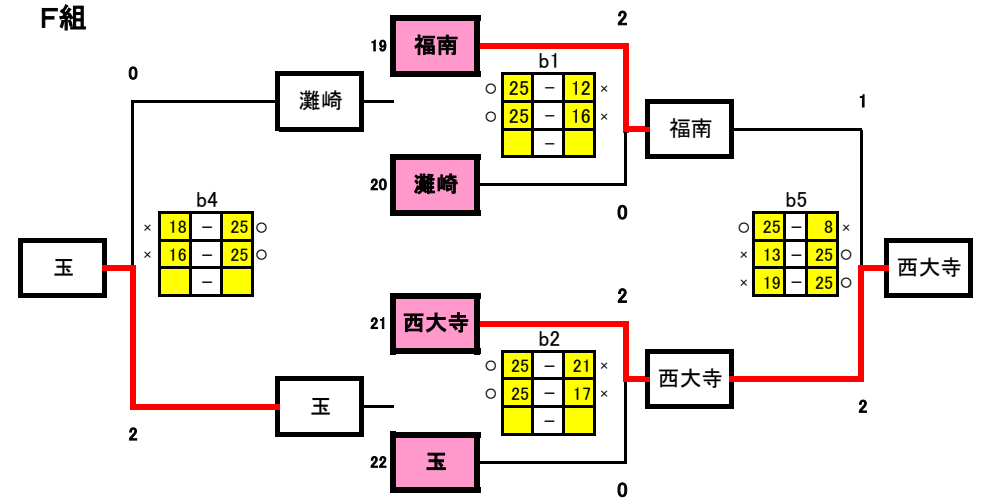 F組
2
19 福南
b1
0
灘崎
○ 25 − 12 ×
福南
1
○ 25 − 16 ×
−
20 灘崎
0
b4
b5
× 18 − 25 ○
○ 25 − 8 ×
× 16 − 25 ○
× 13 − 25 ○
−
× 19 − 25 ○
玉
西大寺
2
21 西大寺
b2
○ 25 − 21 ×
西大寺
○ 25 − 17 ×
玉
2
−
2
22 玉
0